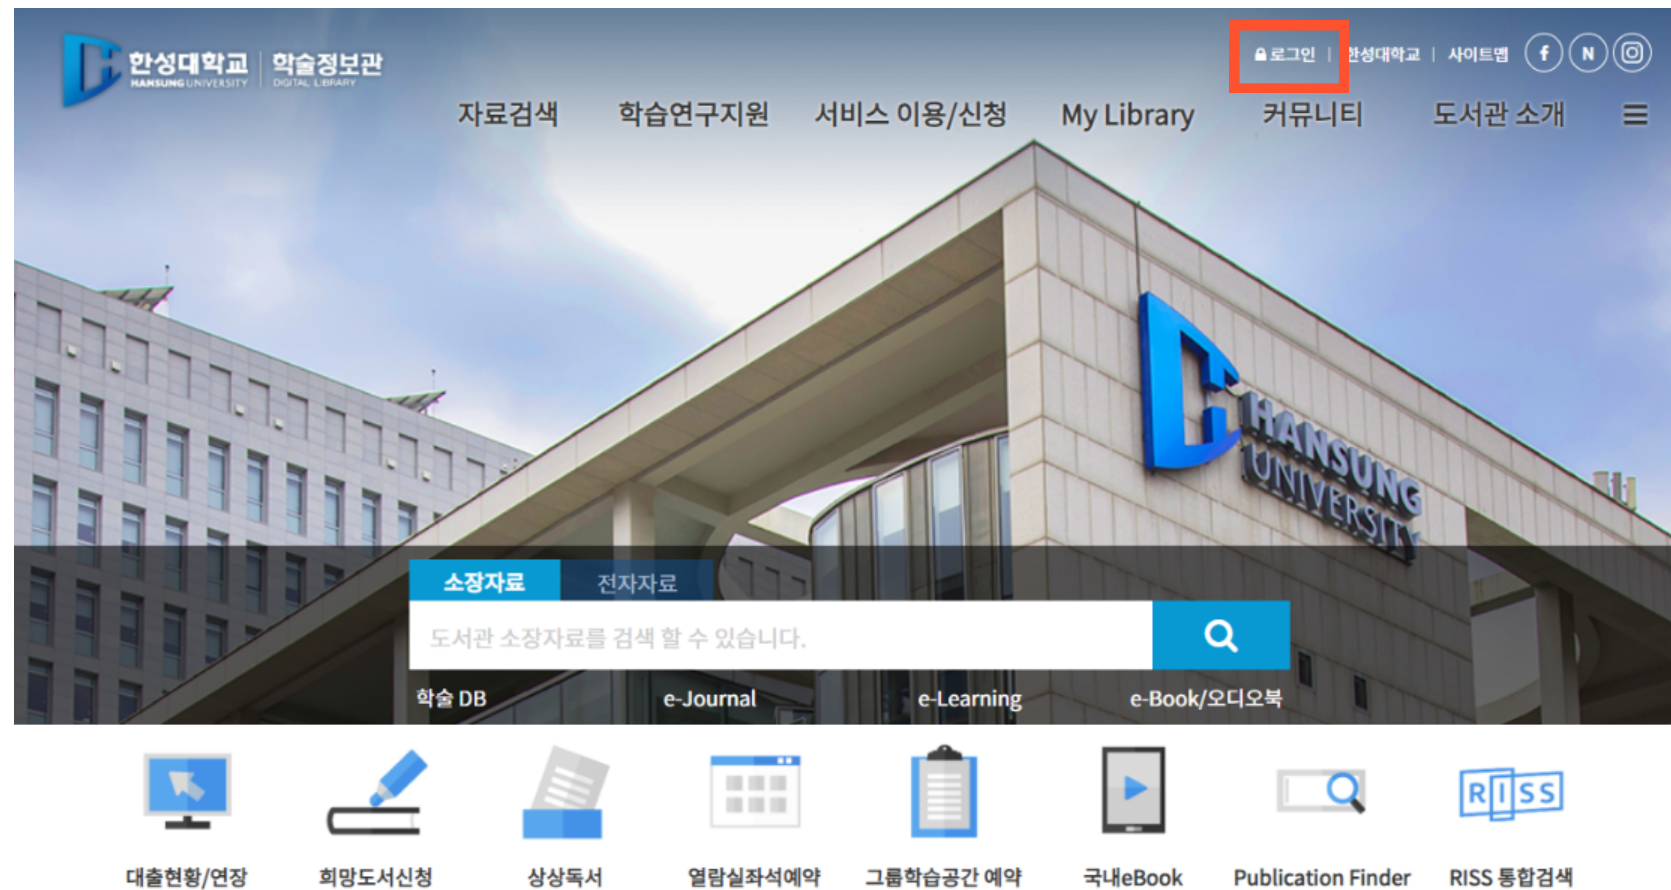 한성대학교 학술정보관
HANSUNG UNIVERSITY DIGITAL LIBRARY
로그인 | 한성대학교 | 사이트맵 f N
자료검색 학습연구지원 서비스 이용/신청 My Library 커뮤니티 도서관 소개
HANSUNG
UNIVERSITY
소장자료 전자자료
도서관 소장자료를 검색 할 수 있습니다.
학술 DB e-Journal e-Learning e-Book/오디오북
RISS
대출현황/연장 희망도서신청 상상독서 열람실좌석예약 그룹학습공간 예약 국내eBook Publication Finder RISS 통합검색